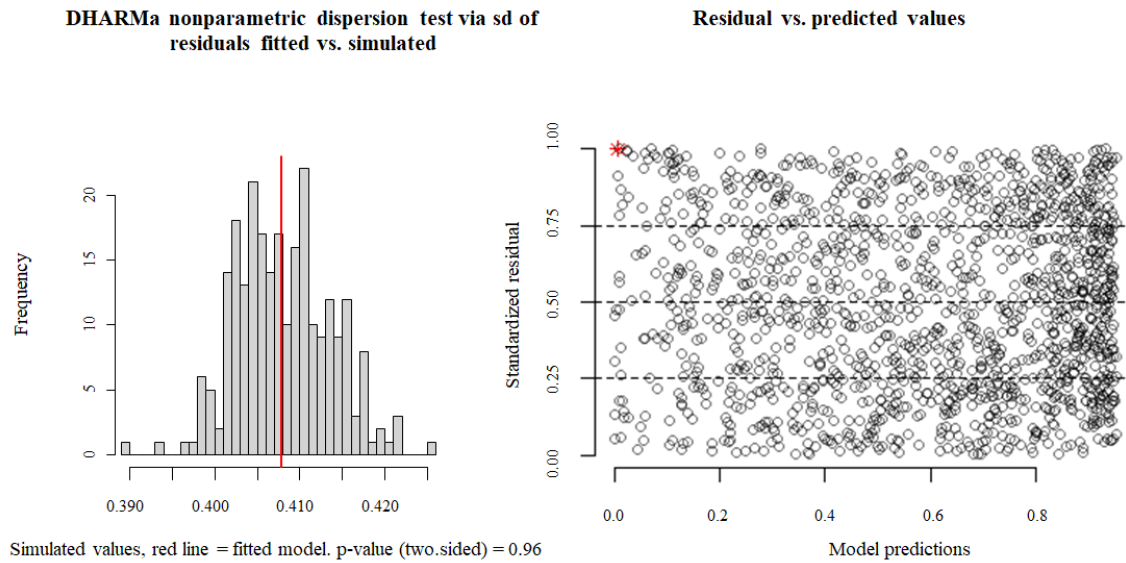 DHARMa nonparametric dispersion test via sd of
residuals fitted vs. simulated
Frequency
20
15
10
5
0
0.390 0.400 0.410 0.420
Simulated values, red line = fitted model. p-value (two.sided) = 0.96
Residual vs. predicted values
Standardized residual
1.00
0.75
0.50
0.25
0.00
0.0 0.2 0.4 0.6 0.8
Model predictions